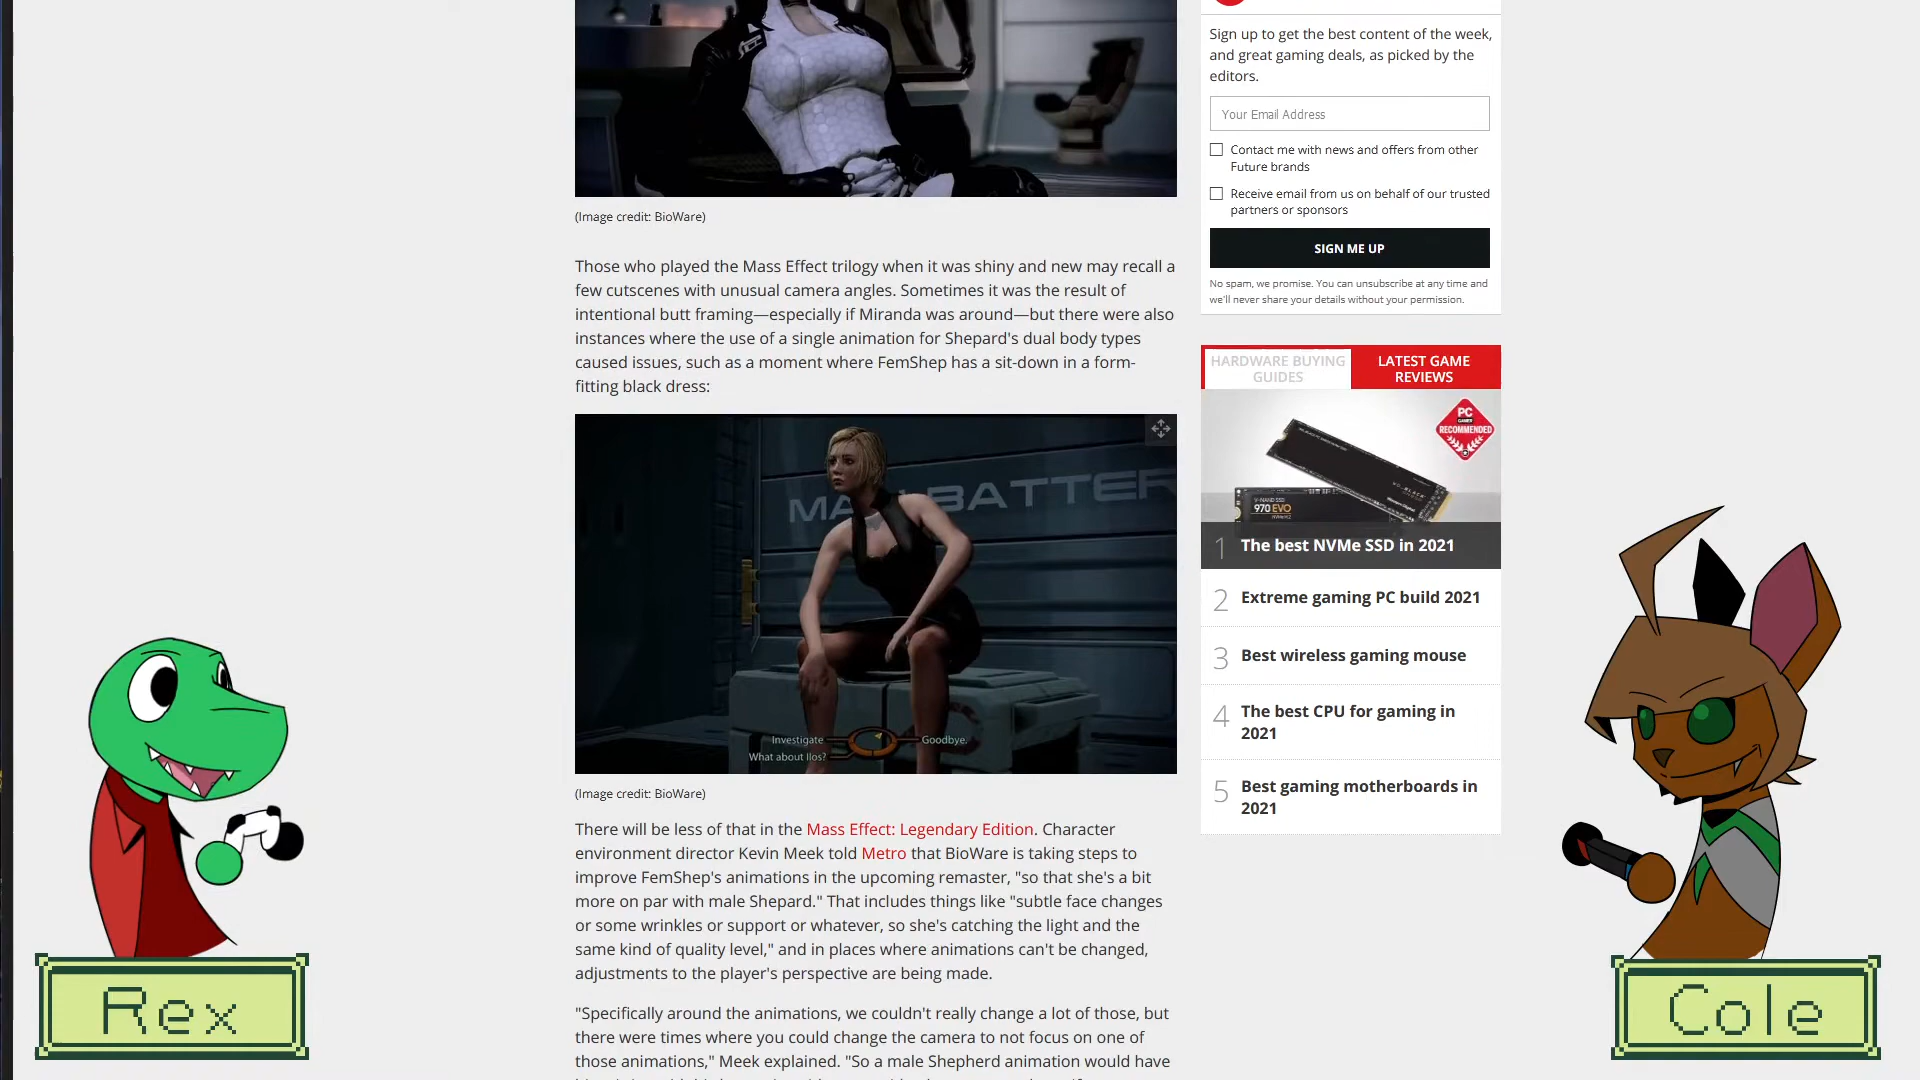 (Image credit: BioWare)
Those who played the Mass Effect trilogy when it was shiny and new may recall a
few cutscenes with unusual camera angles. Sometimes it was the result of
intentional butt framing—especially if Miranda was around—but there were also
instances where the use of a single animation for Shepard's dual body types
caused issues, such as a moment where FemShep has a sit-down in a form-
fitting black dress:
BATTER
Investigate
Goodbye.
What about Ilos?
(Image credit: BioWare)
There will be less of that in the Mass Effect: Legendary Edition. Character
environment director Kevin Meek told Metro that BioWare is taking steps to
improve FemShep's animations in the upcoming remaster, "so that she's a bit
more on par with male Shepard." That includes things like "subtle face changes
or some wrinkles or support or whatever, so she's catching the light and the
same kind of quality level," and in places where animations can't be changed,
adjustments to the player's perspective are being made.
"Specifically around the animations, we couldn't really change a lot of those, but
there were times where you could change the camera to not focus on one of
those animations," Meek explained. "So a male Shepherd animation would have
Sign up to get the best content of the week,
and great gaming deals, as picked by the
editors.
Your Email Address
Contact me with news and offers from other
Future brands
Receive email from us on behalf of our trusted
partners or sponsors
SIGN ME UP
No spam, we promise. You can unsubscribe at any time and
we'll never share your details without your permission.
HARDWARE BUYING
GUIDES
LATEST GAME
REVIEWS
PC
GAMER
RECOMMENDED
V-NAND SSD
970 EVO
1 The best NVMe SSD in 2021
2 Extreme gaming PC build 2021
3 Best wireless gaming mouse
4 The best CPU for gaming in
2021
5 Best gaming motherboards in
2021
Rex
Cole